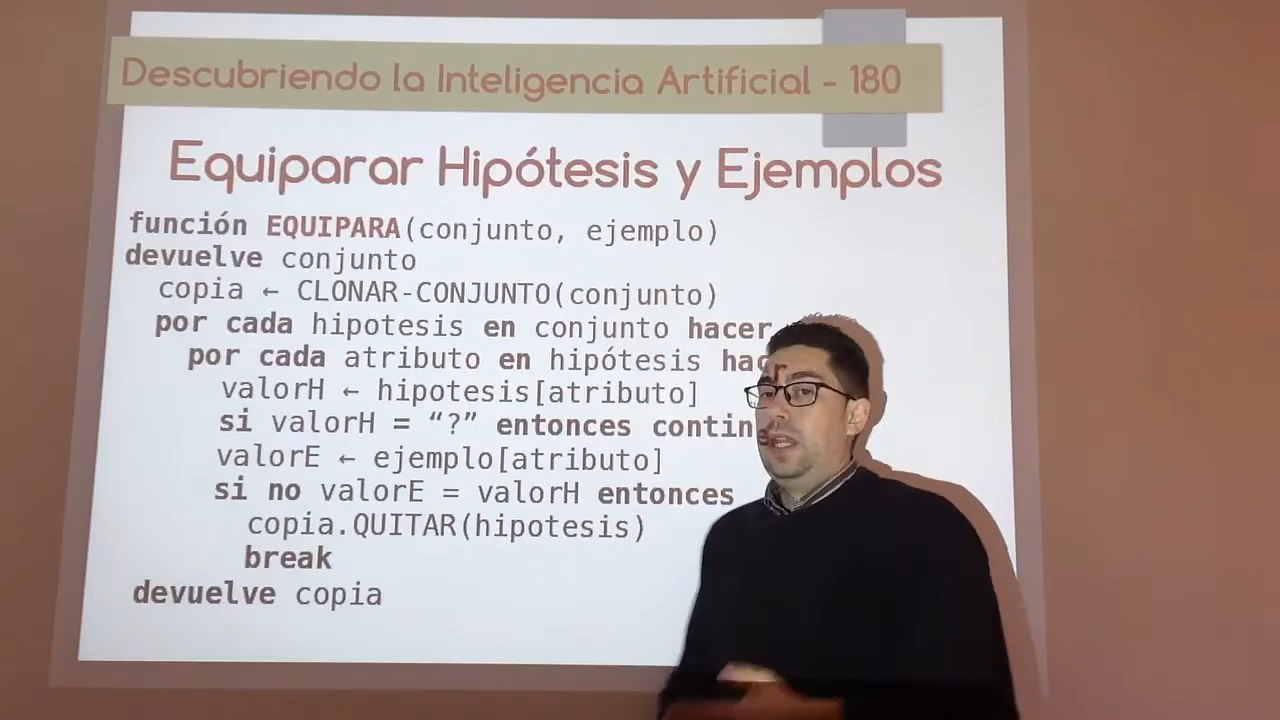 Descubriendo la Inteligencia Artificial - 180
Equiparar Hipótesis y Ejemplos
función EQUIPARA(conjunto, ejemplo)
devuelve conjunto
copia ← CLONAR-CONJUNTO(conjunto)
por cada hipotesis en conjunto hacer
por cada atributo en hipótesis hac r
valorH ← hipotesis[atributo]
si valorH = “?” entonces contin e
valorE ← ejemplo[atributo]
si no valorE = valorH entonces
copia.QUITAR(hipotesis)
break
devuelve copia